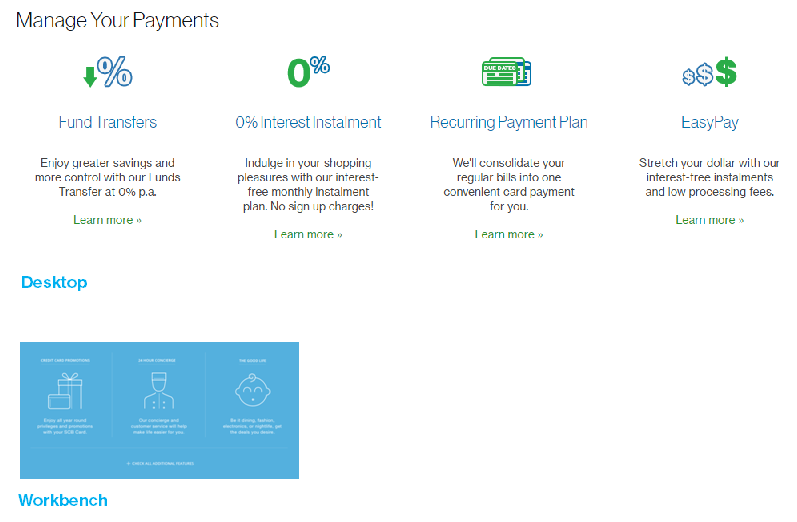 Manage Your Payments
%
0%
DUE DATES
$$$
Fund Transfers
0% Interest Instalment
Recurring Payment Plan
EasyPay
Enjoy greater savings and
more control with our Funds
Transfer at 0% p.a.
Learn more »
Indulge in your shopping
pleasures with our interest-
free monthly instalment
plan. No sign up charges!
Learn more »
We'll consolidate your
regular bills into one
convenient card payment
for you.
Learn more »
Stretch your dollar with our
interest-free instalments
and low processing fees.
Learn more »
Desktop
CREDIT CARD PROMOTIONS
24-HOUR CONCIERGE
THE GOOD LIFE
Enjoy all year round
privileges and promotions
with your SCB Card.
Our concierge and
customer service will help
make life easier for you.
Be it dining, fashion,
electronics, or nightlife, get
the deals you desire.
+ CHECK ALL ADDITIONAL FEATURES
Workbench